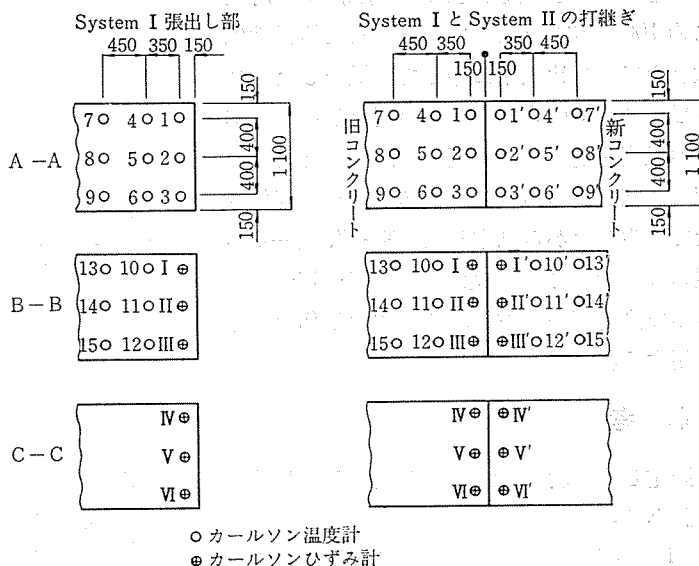 System Ⅰ 張出し部
450 350 150
150
7 4 1
8 5 2
9 6 3
400
400
1 100
150
A-A
System Ⅰ と System Ⅱ の打継ぎ
450 350 350 450
150 150
150
旧コンクリート
7 4 1 1′ 4′ 7′
8 5 2 2′ 5′ 8′
9 6 3 3′ 6′ 9′
新コンクリート
400
400
1 100
150
B-B
13 10 Ⅰ
14 11 Ⅱ
15 12 Ⅲ
13 10 Ⅰ Ⅰ′ 10′ 13′
14 11 Ⅱ Ⅱ′ 11′ 14′
15 12 Ⅲ Ⅲ′ 12′ 15′
C-C
Ⅳ
Ⅴ
Ⅵ
Ⅳ Ⅳ′
Ⅴ Ⅴ′
Ⅵ Ⅵ′
○ カールソン温度計
⊕ カールソンひずみ計